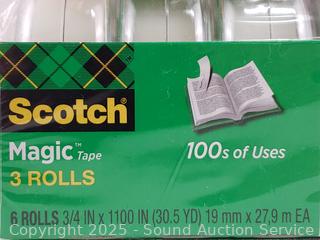 Scotch®
Magic™ Tape
3 ROLLS
100s of Uses
6 ROLLS 3/4 IN x 1100 IN (30.5 YD) 19 mm x 27,9 m EA
Copyright 2025 - Sound Auction Service